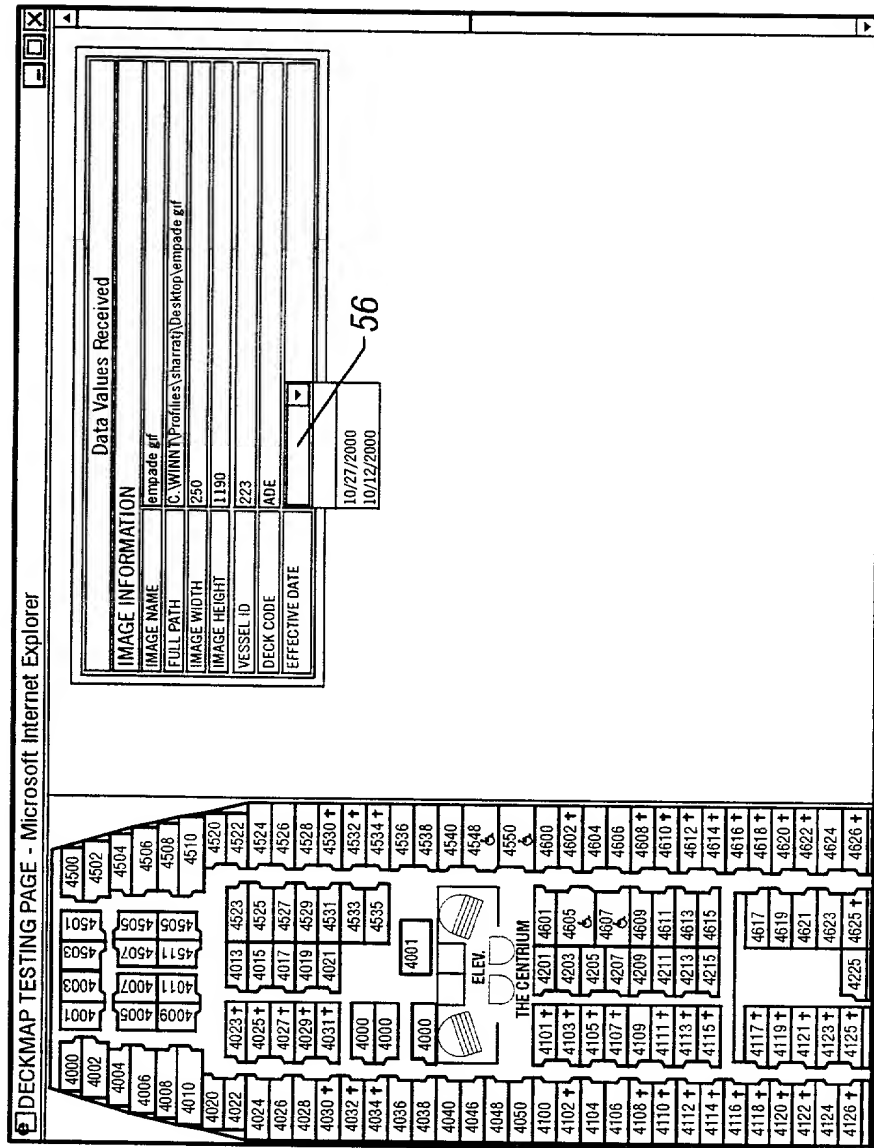 DECKMAP TESTING PAGE - Microsoft Internet Explorer
4000 4001 4003 4503 4501 4500
4002 4502
4004 4005 4007 4507 4505 4504
4006 4506
4008 4009 4011 4511 4505 4508
4010 4510
4020 4520
4022 4522
4024 4023† 4013 4523 4524
4026 4025† 4015 4525 4526
4028 4027† 4017 4527 4528
4030† 4029† 4019 4529 4530†
4032† 4031† 4021 4531 4532†
4034† 4000 4533 4534†
4036 4000 4535 4536
4038 4000 4001 4538
4040 4540
4046 ELEV. 4548
4048 4550
4050 THE CENTRIUM 4600
4100 4101† 4201 4601 4602†
4102† 4103† 4203 4605 4604
4104 4105† 4205 4607 4606
4106 4107† 4207 4609 4608†
4108† 4109 4209 4611 4610†
4110† 4111† 4211 4613 4612†
4112† 4113† 4213 4615 4614†
4114† 4115† 4215 4616†
4116† 4117† 4617 4618†
4118† 4119† 4619 4620†
4120† 4121† 4621 4622†
4122† 4123† 4623 4624
4124 4125† 4225 4625† 4626†
4126†
Data Values Received
IMAGE INFORMATION
IMAGE NAME empade gif
FULL PATH C:\WINNT\Profiles\sharratj\Desktop\empade gif
IMAGE WIDTH 250
IMAGE HEIGHT 1190
VESSEL ID 223
DECK CODE ADE
EFFECTIVE DATE
10/27/2000
10/12/2000
56